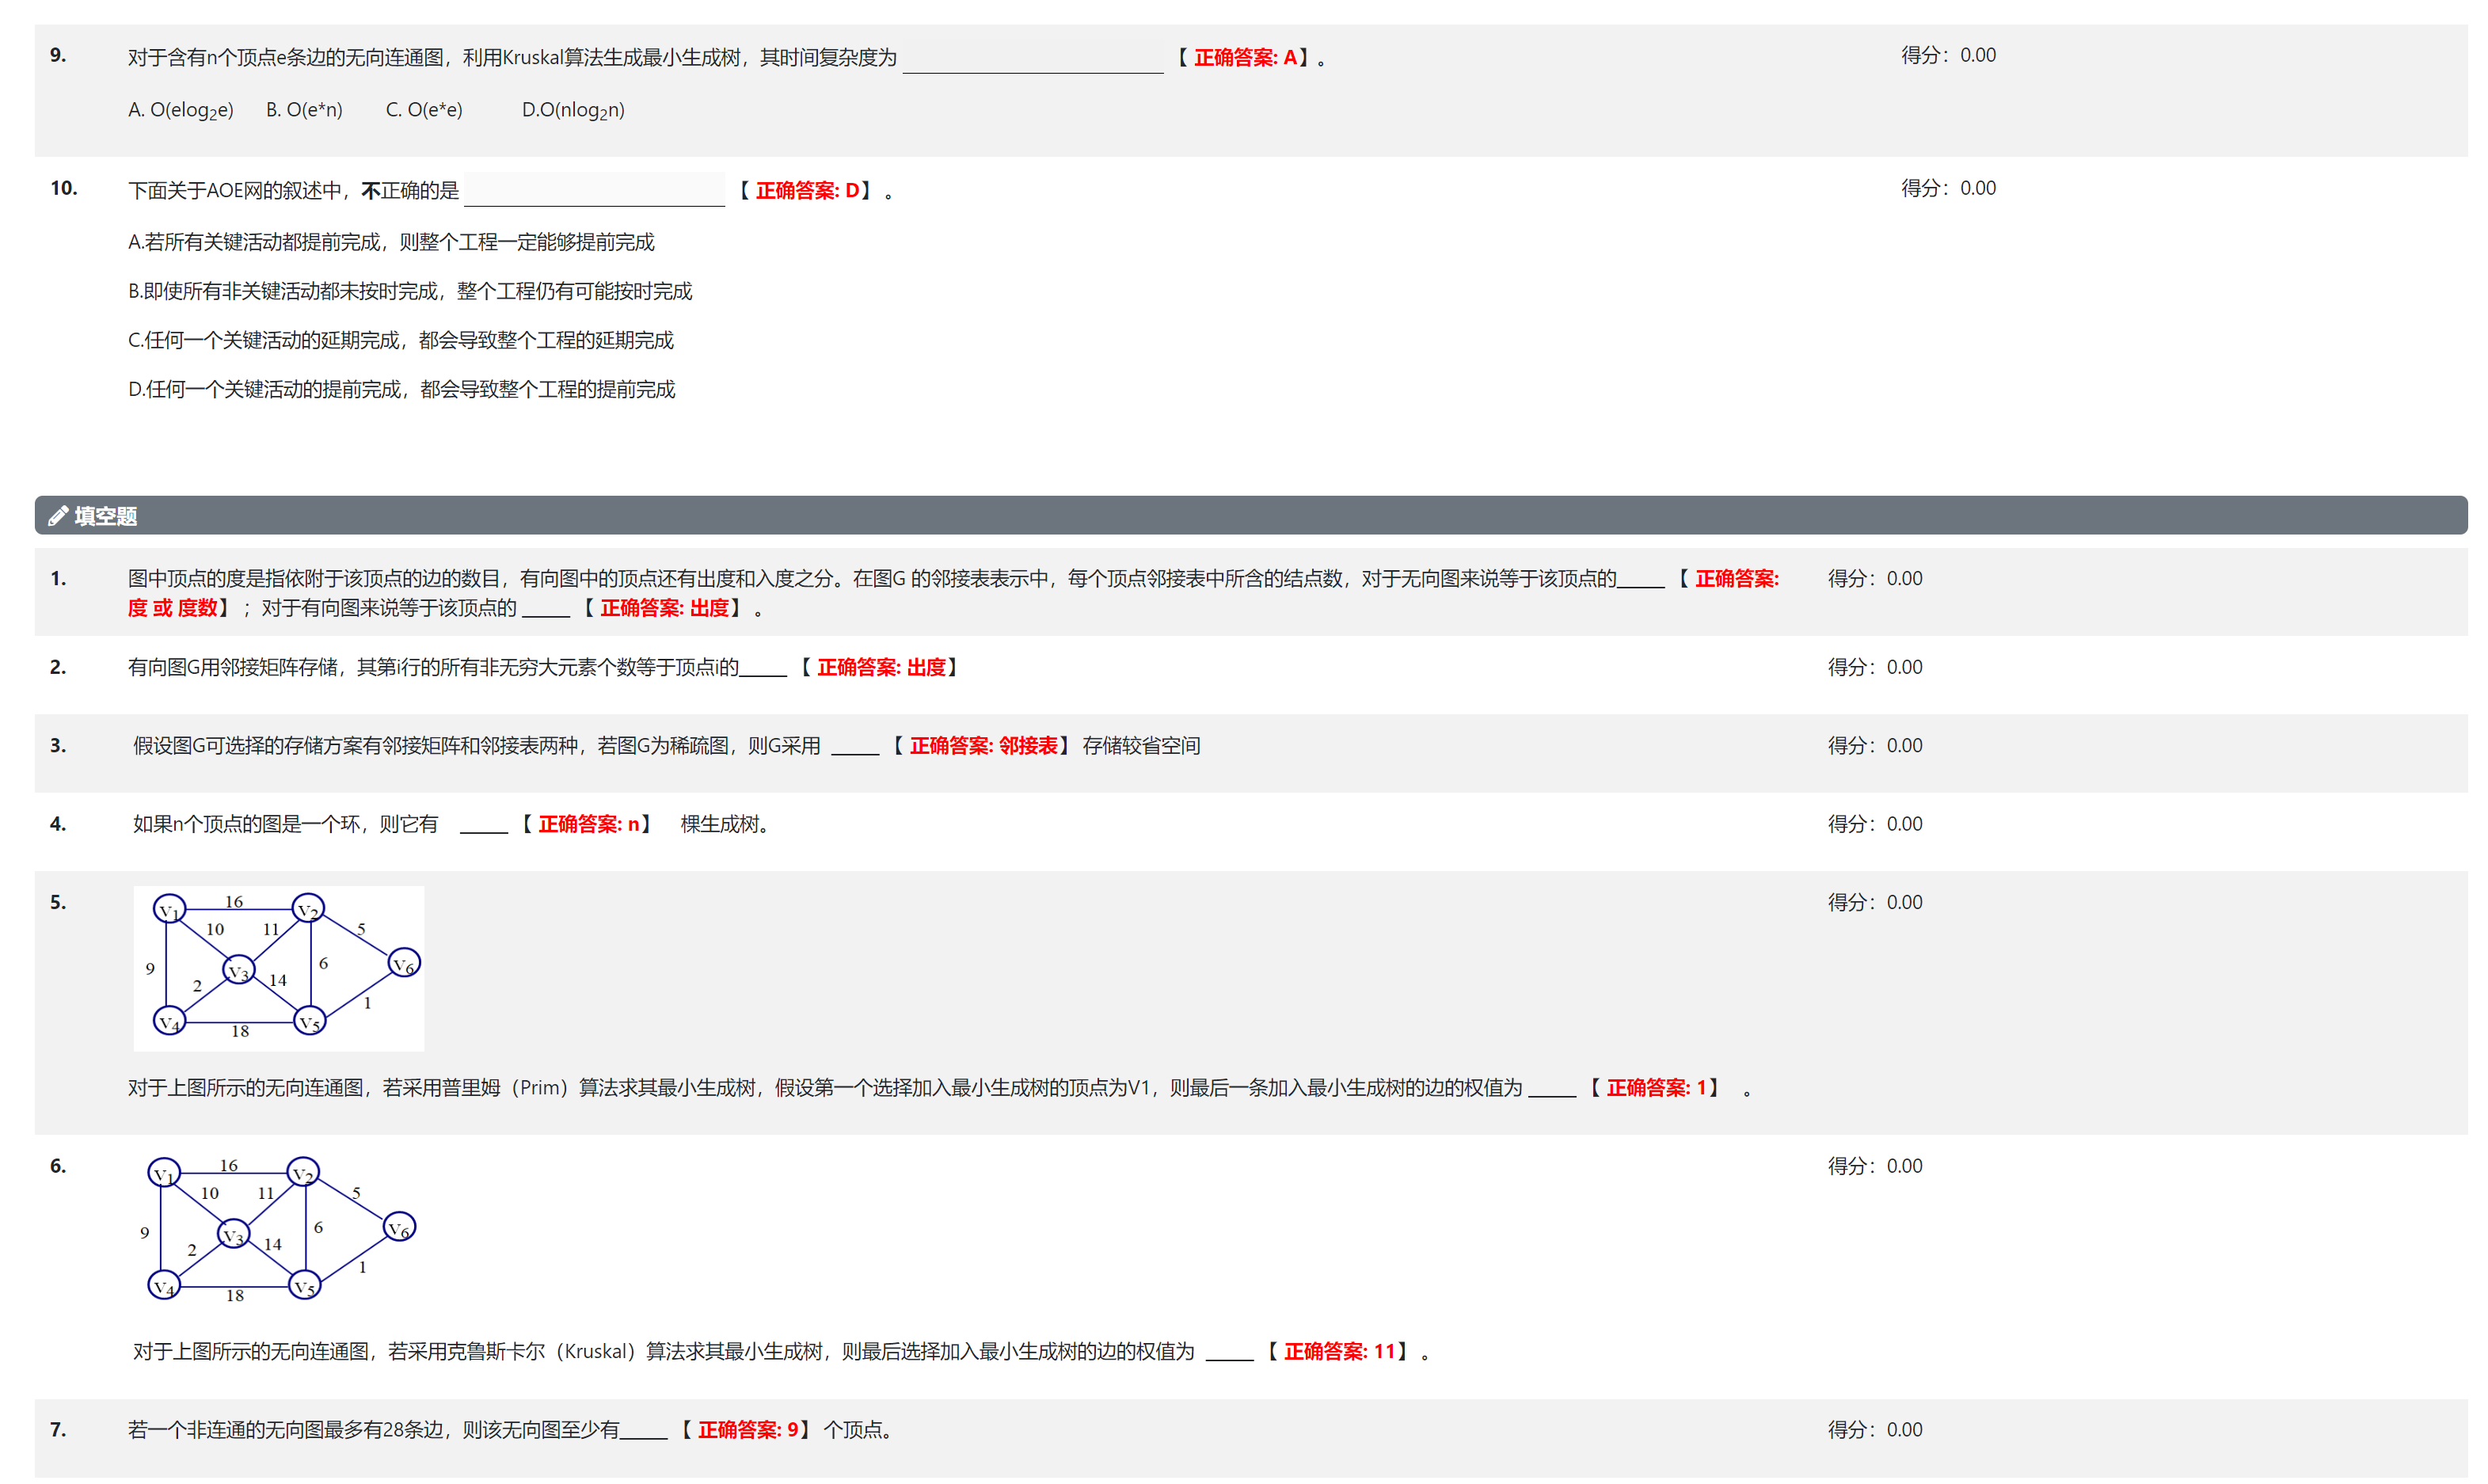 9. 对于含有n个顶点e条边的无向连通图，利用Kruskal算法生成最小生成树，其时间复杂度为 【 正确答案: A】。 得分：0.00
A. O(elog2e) B. O(e*n) C. O(e*e) D.O(nlog2n)
10. 下面关于AOE网的叙述中，不正确的是 【 正确答案: D】 。 得分：0.00
A.若所有关键活动都提前完成，则整个工程一定能够提前完成
B.即使所有非关键活动都未按时完成，整个工程仍有可能按时完成
C.任何一个关键活动的延期完成，都会导致整个工程的延期完成
D.任何一个关键活动的提前完成，都会导致整个工程的提前完成
填空题
1. 图中顶点的度是指依附于该顶点的边的数目，有向图中的顶点还有出度和入度之分。在图G 的邻接表表示中，每个顶点邻接表中所含的结点数，对于无向图来说等于该顶点的_____ 【 正确答案: 得分：0.00
度 或 度数】 ；对于有向图来说等于该顶点的 _____ 【 正确答案: 出度】 。
2. 有向图G用邻接矩阵存储，其第i行的所有非无穷大元素个数等于顶点i的_____ 【 正确答案: 出度】 得分：0.00
3. 假设图G可选择的存储方案有邻接矩阵和邻接表两种，若图G为稀疏图，则G采用 _____ 【 正确答案: 邻接表】 存储较省空间 得分：0.00
4. 如果n个顶点的图是一个环，则它有 _____ 【 正确答案: n】 棵生成树。 得分：0.00
5. 得分：0.00
V1 16 V2
10 11 5
9 V3 6 V6
2 14 1
V4 18 V5
对于上图所示的无向连通图，若采用普里姆（Prim）算法求其最小生成树，假设第一个选择加入最小生成树的顶点为V1，则最后一条加入最小生成树的边的权值为 _____ 【 正确答案: 1】 。
6. 得分：0.00
V1 16 V2
10 11 5
9 V3 6 V6
2 14 1
V4 18 V5
对于上图所示的无向连通图，若采用克鲁斯卡尔（Kruskal）算法求其最小生成树，则最后选择加入最小生成树的边的权值为 _____ 【 正确答案: 11】 。
7. 若一个非连通的无向图最多有28条边，则该无向图至少有_____ 【 正确答案: 9】 个顶点。 得分：0.00